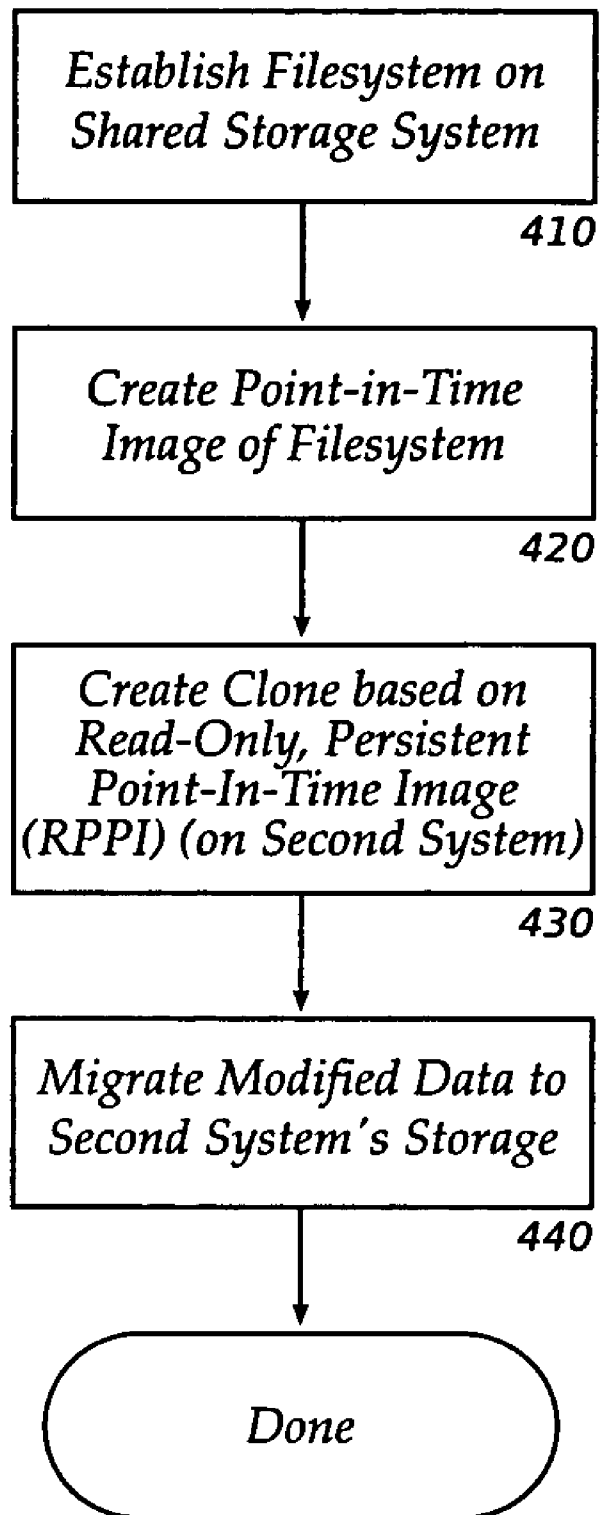 Establish Filesystem on
Shared Storage System
410
Create Point-in-Time
Image of Filesystem
420
Create Clone based on
Read-Only, Persistent
Point-In-Time Image
(RPPI) (on Second System)
430
Migrate Modified Data to
Second System's Storage
440
Done